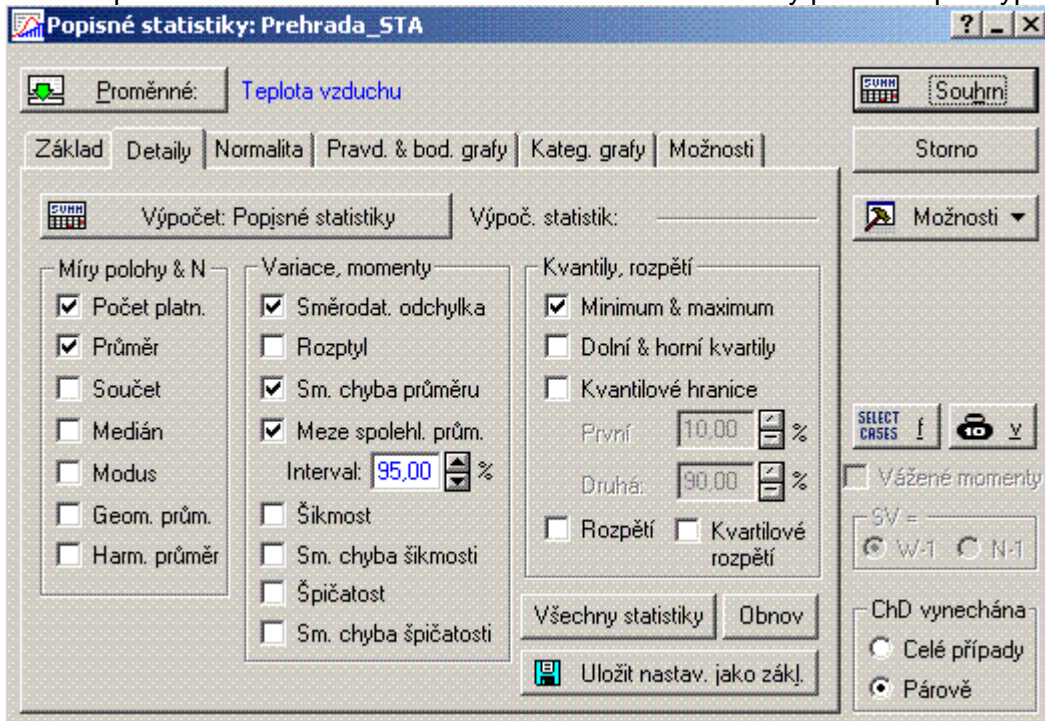 Popisné statistiky: Prehrada_STA
Proměnné: Teplota vzduchu
Souhrn
Základ Detaily Normalita Pravd. & bod. grafy Kateg. grafy Možnosti
Storno
Výpočet: Popisné statistiky Výpoč. statistik:
Možnosti
Míry polohy & N
Počet platn.
Průměr
Součet
Medián
Modus
Geom. prům.
Harm. průměr
Variace, momenty
Směrodat. odchylka
Rozptyl
Sm. chyba průměru
Meze spolehl. prům.
Interval: 95,00 %
Šikmost
Sm. chyba šikmosti
Špičatost
Sm. chyba špičatosti
Kvantily, rozpětí
Minimum & maximum
Dolní & horní kvartily
Kvantilové hranice
První 10,00 %
Druhá: 90,00 %
Rozpětí Kvartilové
rozpětí
Všechny statistiky Obnov
Uložit nastav. jako zákl.
SELECT
CASES f v
Vážené momenty
SV =
W-1 N-1
ChD vynechána
Celé případy
Párově